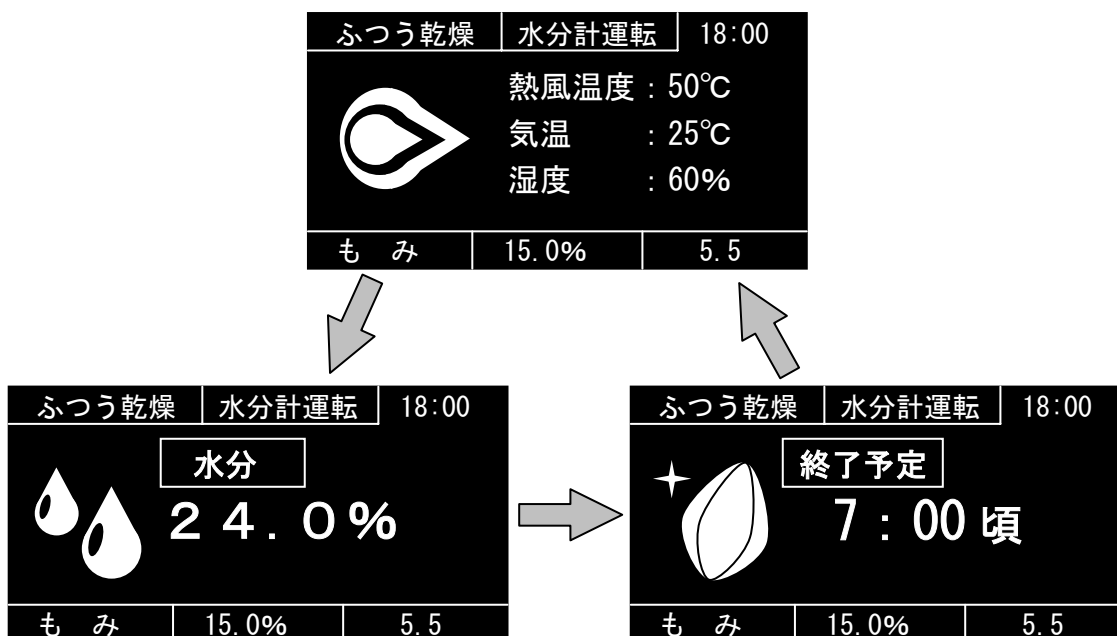 ふつう乾燥 水分計運転 18:00
熱風温度 : 50℃
気温 : 25℃
湿度 : 60%
も み 15.0% 5.5
ふつう乾燥 水分計運転 18:00
水分
24.0%
も み 15.0% 5.5
ふつう乾燥 水分計運転 18:00
終了予定
7:00 頃
も み 15.0% 5.5